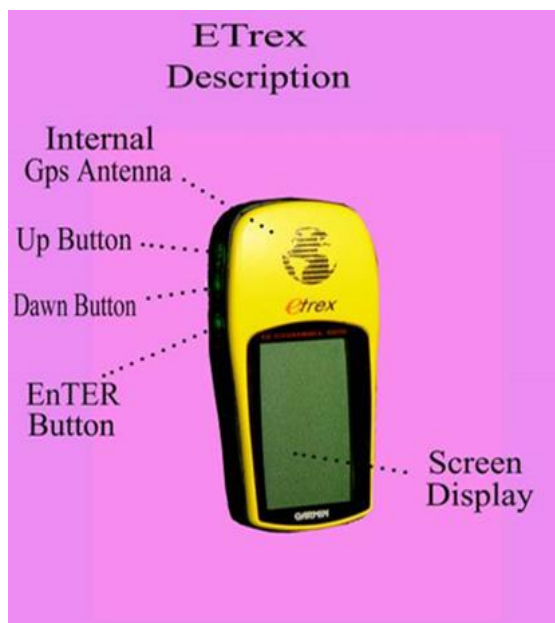 ETrex
Description
Internal
Gps Antenna
Up Button
Dawn Button
EnTER
Button
etrex
Screen
Display
GARMIN